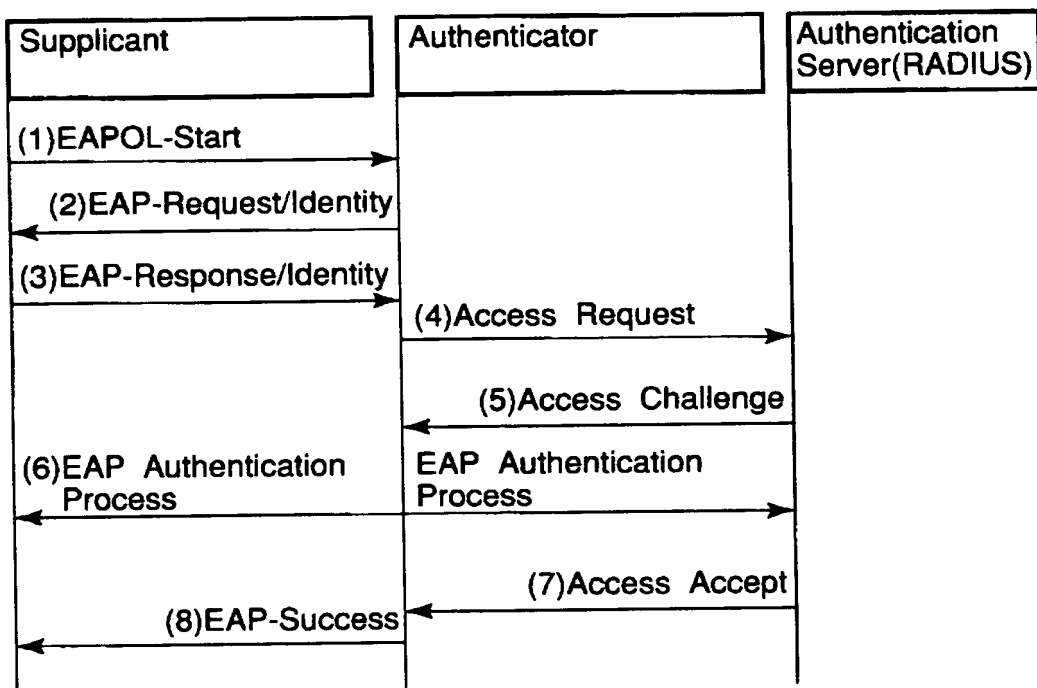 Supplicant
Authenticator
Authentication
Server(RADIUS)
(1)EAPOL-Start
(2)EAP-Request/Identity
(3)EAP-Response/Identity
(4)Access Request
(5)Access Challenge
(6)EAP Authentication
Process
EAP Authentication
Process
(7)Access Accept
(8)EAP-Success